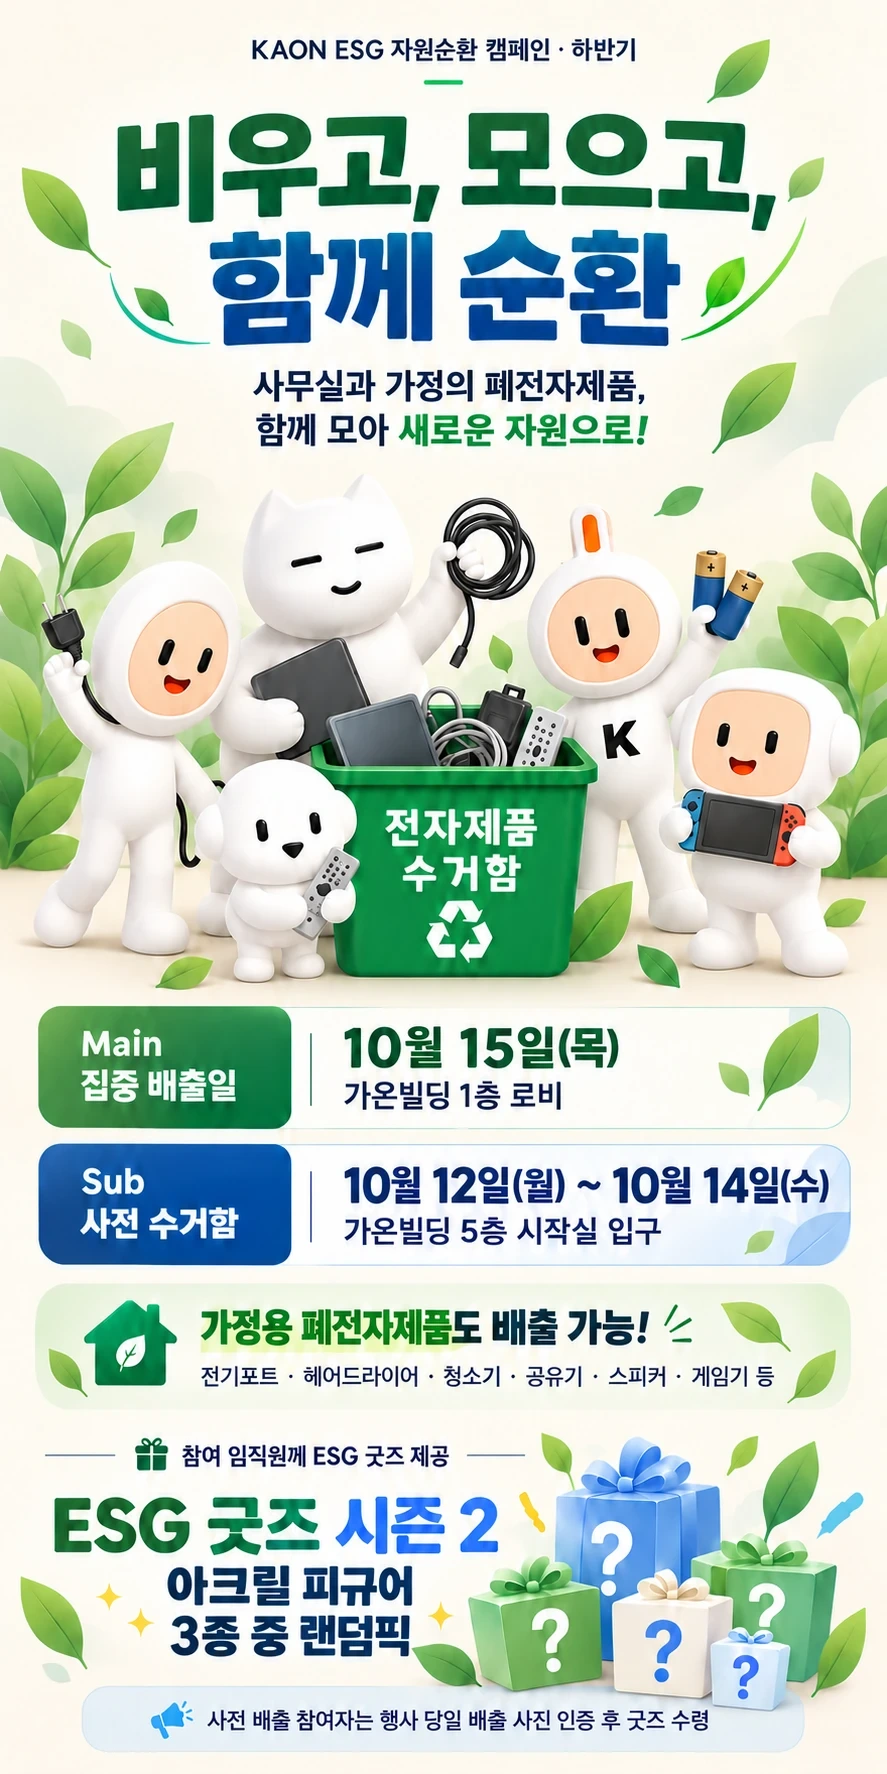 KAON ESG 자원순환 캠페인 · 하반기
비우고, 모으고,
함께 순환
사무실과 가정의 폐전자제품,
함께 모아 새로운 자원으로!
K
전자제품
수거함
Main
집중 배출일
10월 15일(목)
가온빌딩 1층 로비
Sub
사전 수거함
10월 12일(월) ~ 10월 14일(수)
가온빌딩 5층 시작실 입구
가정용 폐전자제품도 배출 가능!
전기포트 · 헤어드라이어 · 청소기 · 공유기 · 스피커 · 게임기 등
참여 임직원께 ESG 굿즈 제공
ESG 굿즈 시즌 2
아크릴 피규어
3종 중 랜덤픽
?
?
?
?
?
사전 배출 참여자는 행사 당일 배출 사진 인증 후 굿즈 수령